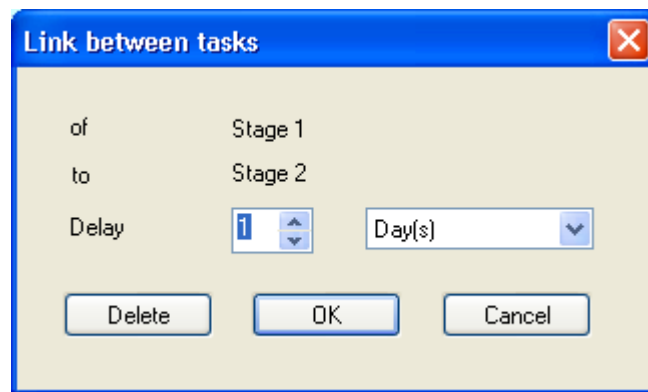 Link between tasks
of Stage 1
to Stage 2
Delay 1 Day(s)
Delete OK Cancel